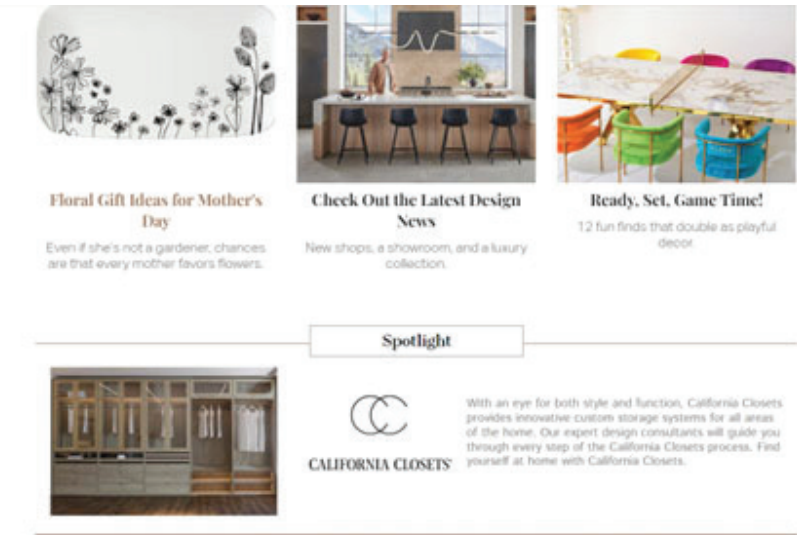 Floral Gift Ideas for Mother's
Day
Even if she's not a gardener, chances
are that every mother favors flowers.
Check Out the Latest Design
News
New shops, a showroom, and a luxury
collection.
Ready, Set, Game Time!
12 fun finds that double as playful
decor.
Spotlight
CC
CALIFORNIA CLOSETS®
With an eye for both style and function, California Closets
provides innovative custom storage systems for all areas
of the home. Our expert design consultants will guide you
through every step of the California Closets process. Find
yourself at home with California Closets.